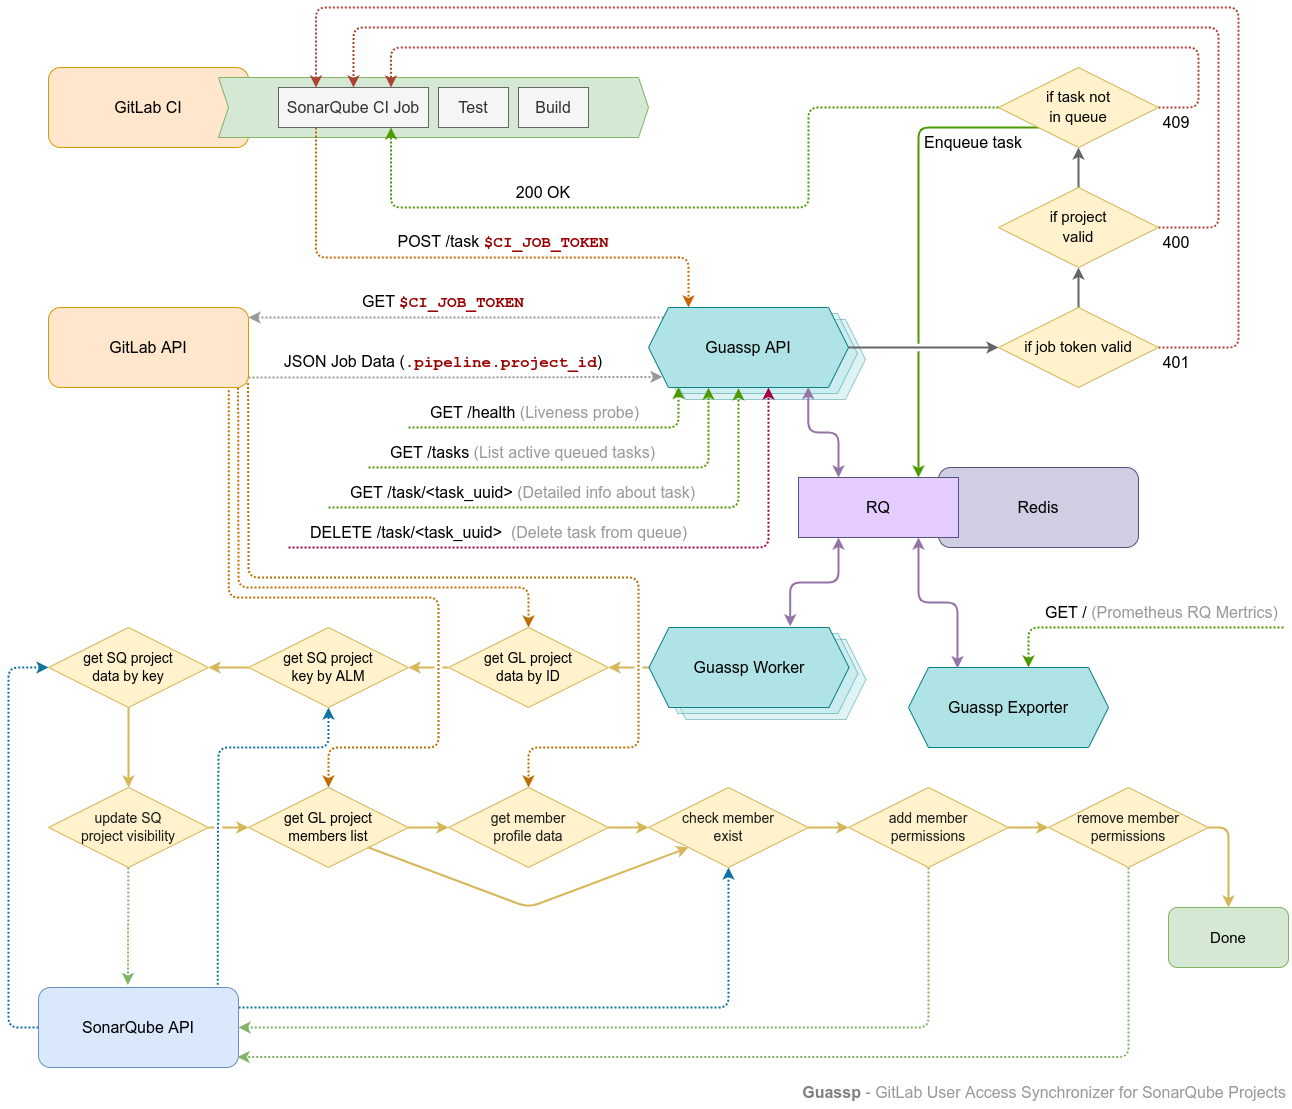 GitLab CI
SonarQube CI Job
Test
Build
if task not
in queue
409
Enqueue task
200 OK
if project
valid
400
POST /task $CI_JOB_TOKEN
GET $CI_JOB_TOKEN
GitLab API
Guassp API
if job token valid
401
JSON Job Data (.pipeline.project_id)
GET /health (Liveness probe)
GET /tasks (List active queued tasks)
GET /task/<task_uuid> (Detailed info about task)
RQ
Redis
DELETE /task/<task_uuid> (Delete task from queue)
GET / (Prometheus RQ Mertrics)
get SQ project
data by key
get SQ project
key by ALM
get GL project
data by ID
Guassp Worker
Guassp Exporter
update SQ
project visibility
get GL project
members list
get member
profile data
check member
exist
add member
permissions
remove member
permissions
Done
SonarQube API
Guassp - GitLab User Access Synchronizer for SonarQube Projects